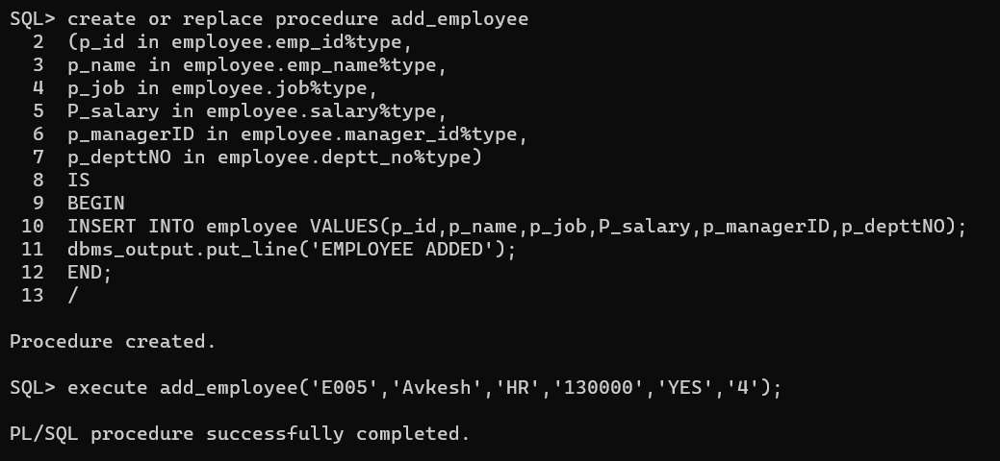 SQL> create or replace procedure add_employee
2 (p_id in employee.emp_id%type,
3 p_name in employee.emp_name%type,
4 p_job in employee.job%type,
5 P_salary in employee.salary%type,
6 p_managerID in employee.manager_id%type,
7 p_depttNO in employee.deptt_no%type)
8 IS
9 BEGIN
10 INSERT INTO employee VALUES(p_id,p_name,p_job,P_salary,p_managerID,p_depttNO);
11 dbms_output.put_line('EMPLOYEE ADDED');
12 END;
13 /
Procedure created.
SQL> execute add_employee('E005','Avkesh','HR','130000','YES','4');
PL/SQL procedure successfully completed.